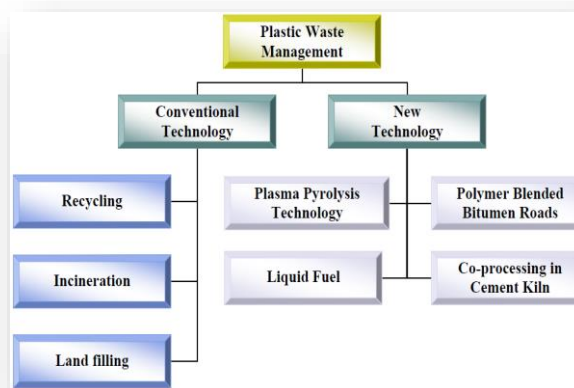 Plastic Waste
Management
Conventional
Technology
New
Technology
Recycling
Incineration
Land filling
Plasma Pyrolysis
Technology
Polymer Blended
Bitumen Roads
Liquid Fuel
Co-processing in
Cement Kiln